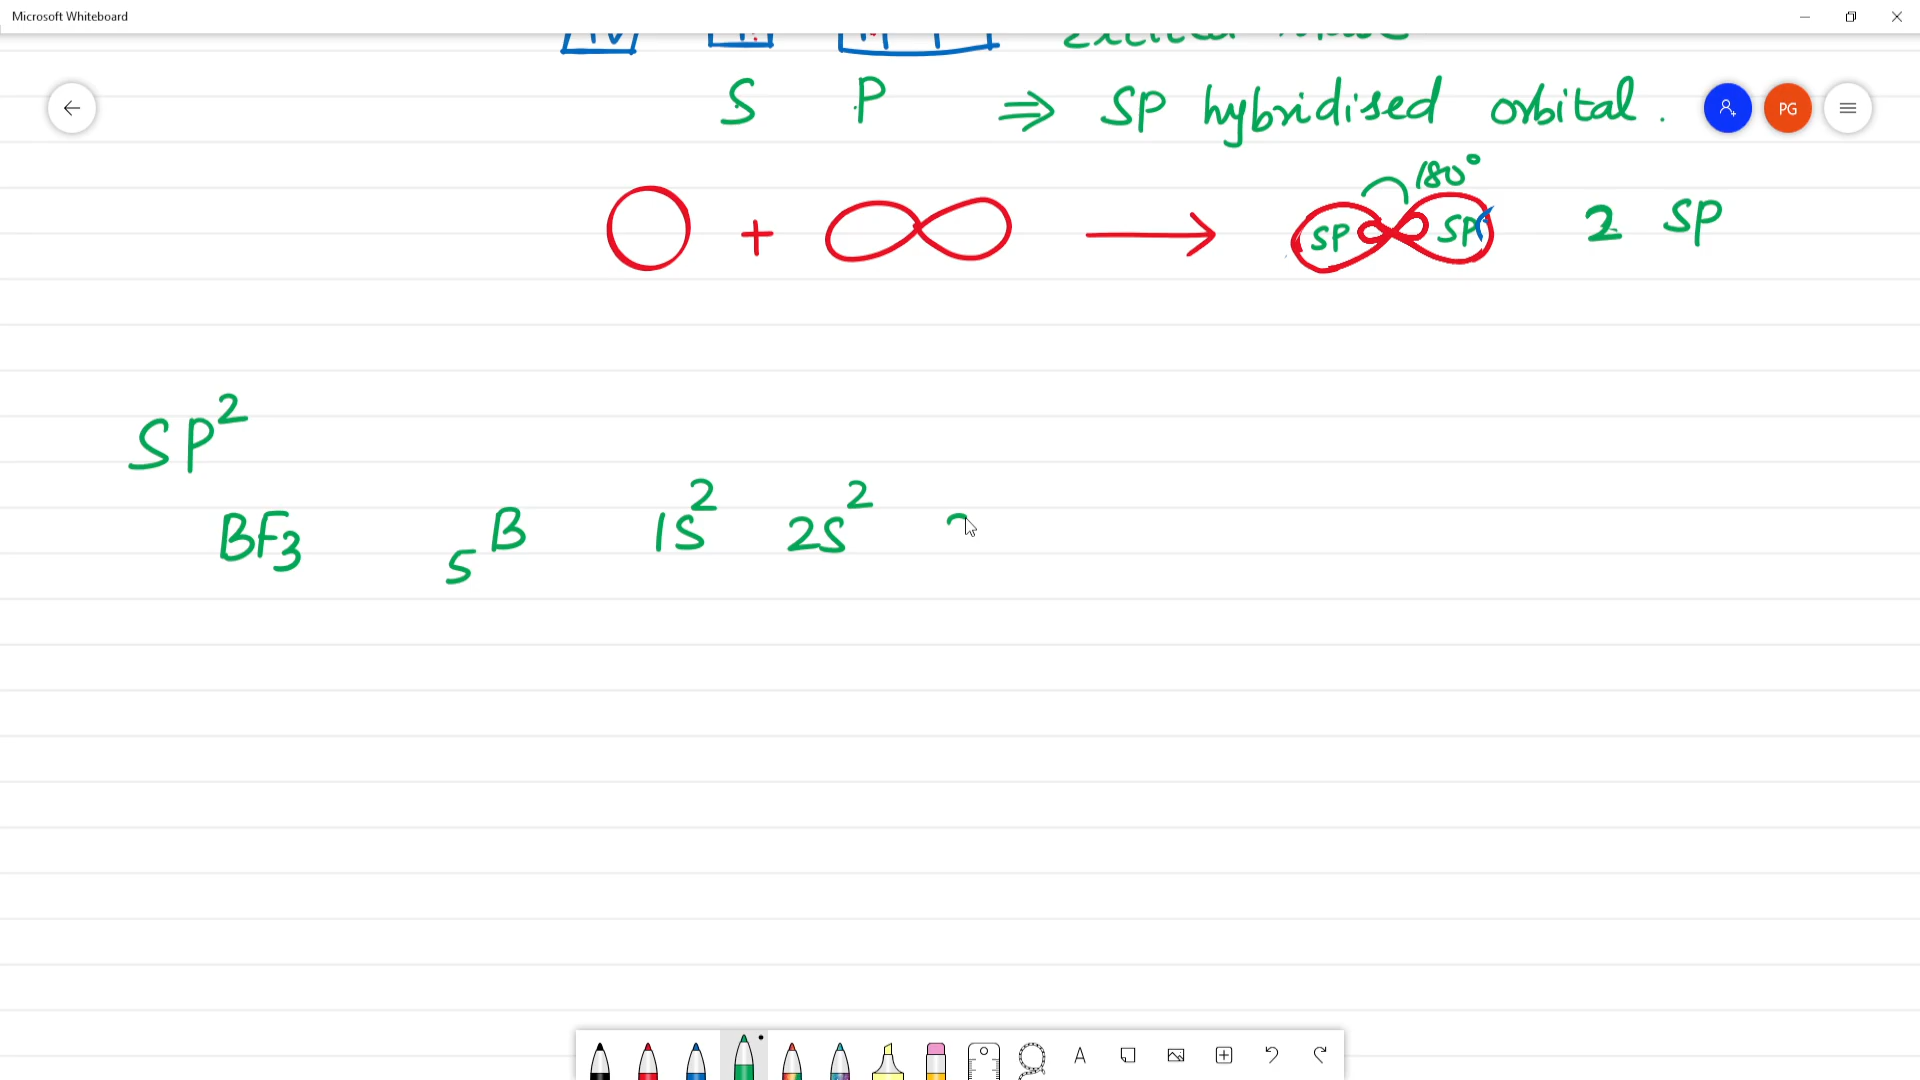 Microsoft Whiteboard
S P ⇒ SP hybridised orbital.
180°
+ → SP SP 2 SP
PG
SP²
BF₃ ₅B 1S² 2S²
A